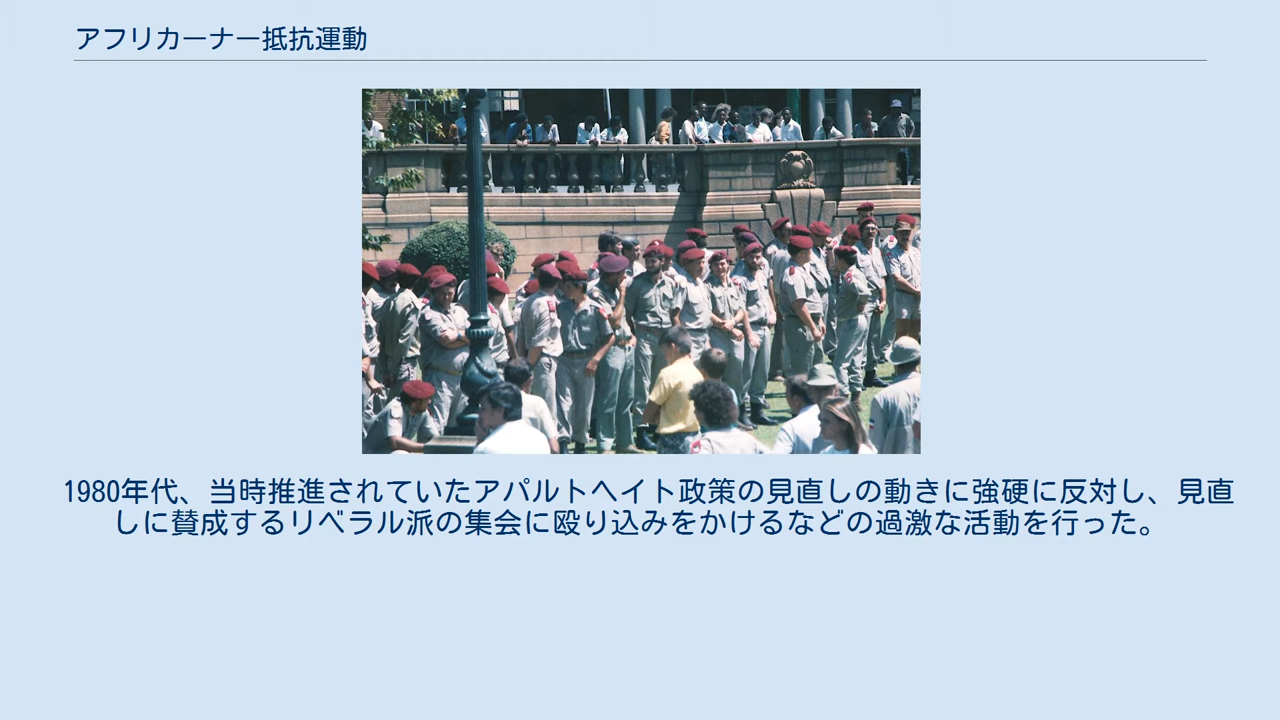 アフリカーナー抵抗運動
1980年代、当時推進されていたアパルトヘイト政策の見直しの動きに強硬に反対し、見直
しに賛成するリベラル派の集会に殴り込みをかけるなどの過激な活動を行った。